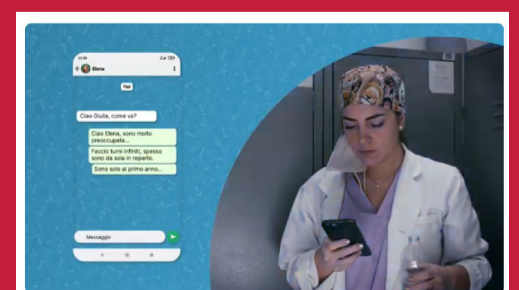 Elena
Ciao Giulia, come va?
Ciao Elena, sono molto
preoccupata...
Faccio turni infiniti, spesso
sono da sola in reparto.
Sono solo al primo anno...
Messaggio